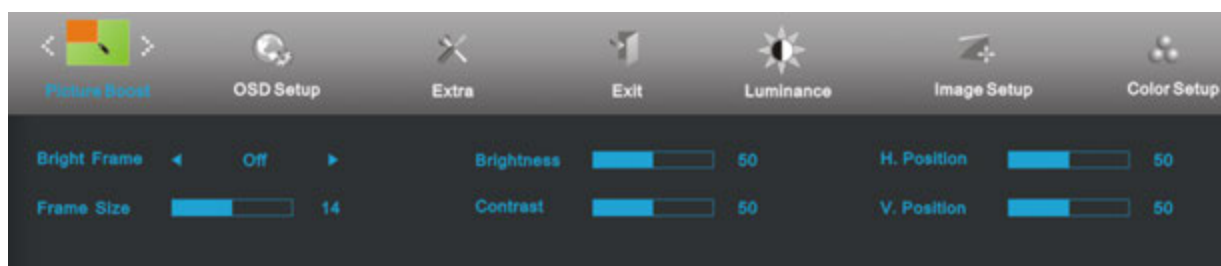 Picture Boost OSD Setup Extra Exit Luminance Image Setup Color Setup
Bright Frame Off Brightness 50 H. Position 50
Frame Size 14 Contrast 50 V. Position 50